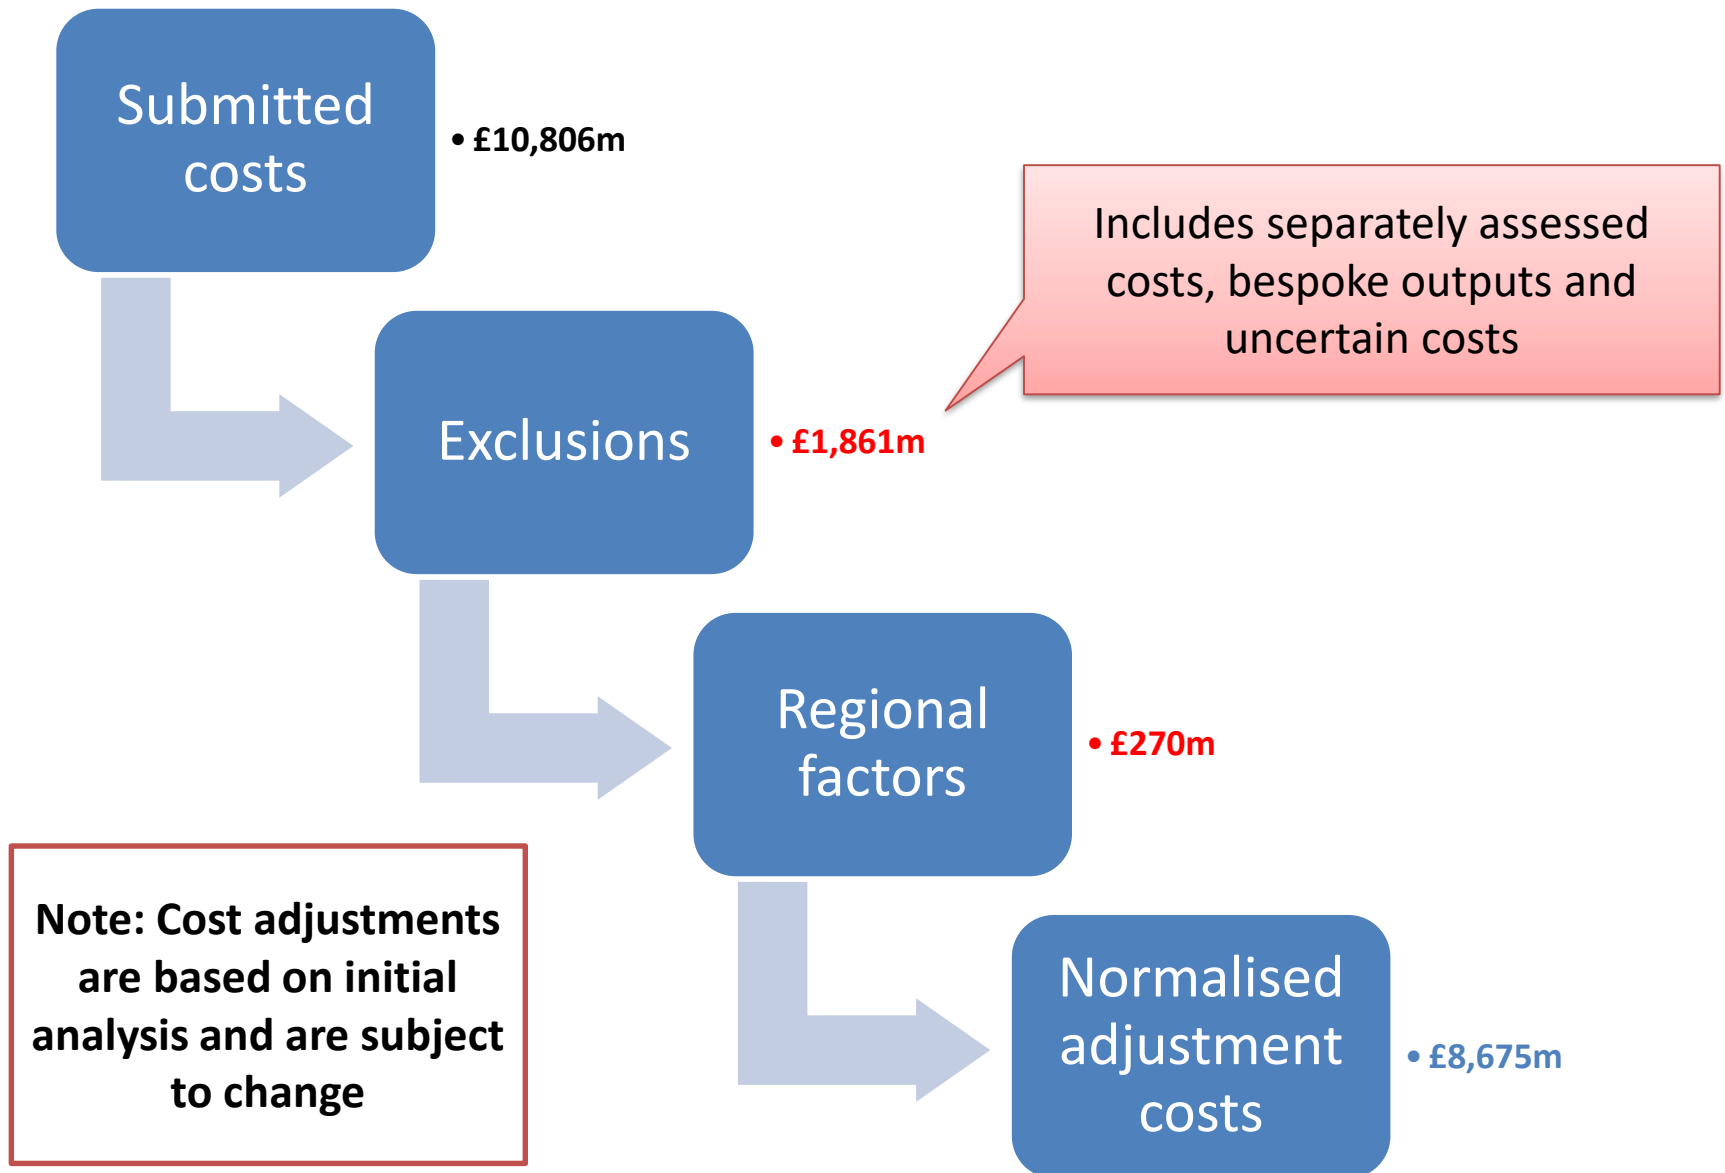 Submitted
costs
• £10,806m
Includes separately assessed
costs, bespoke outputs and
uncertain costs
Exclusions
• £1,861m
Regional
factors
• £270m
Note: Cost adjustments
are based on initial
analysis and are subject
to change
Normalised
adjustment
costs
• £8,675m